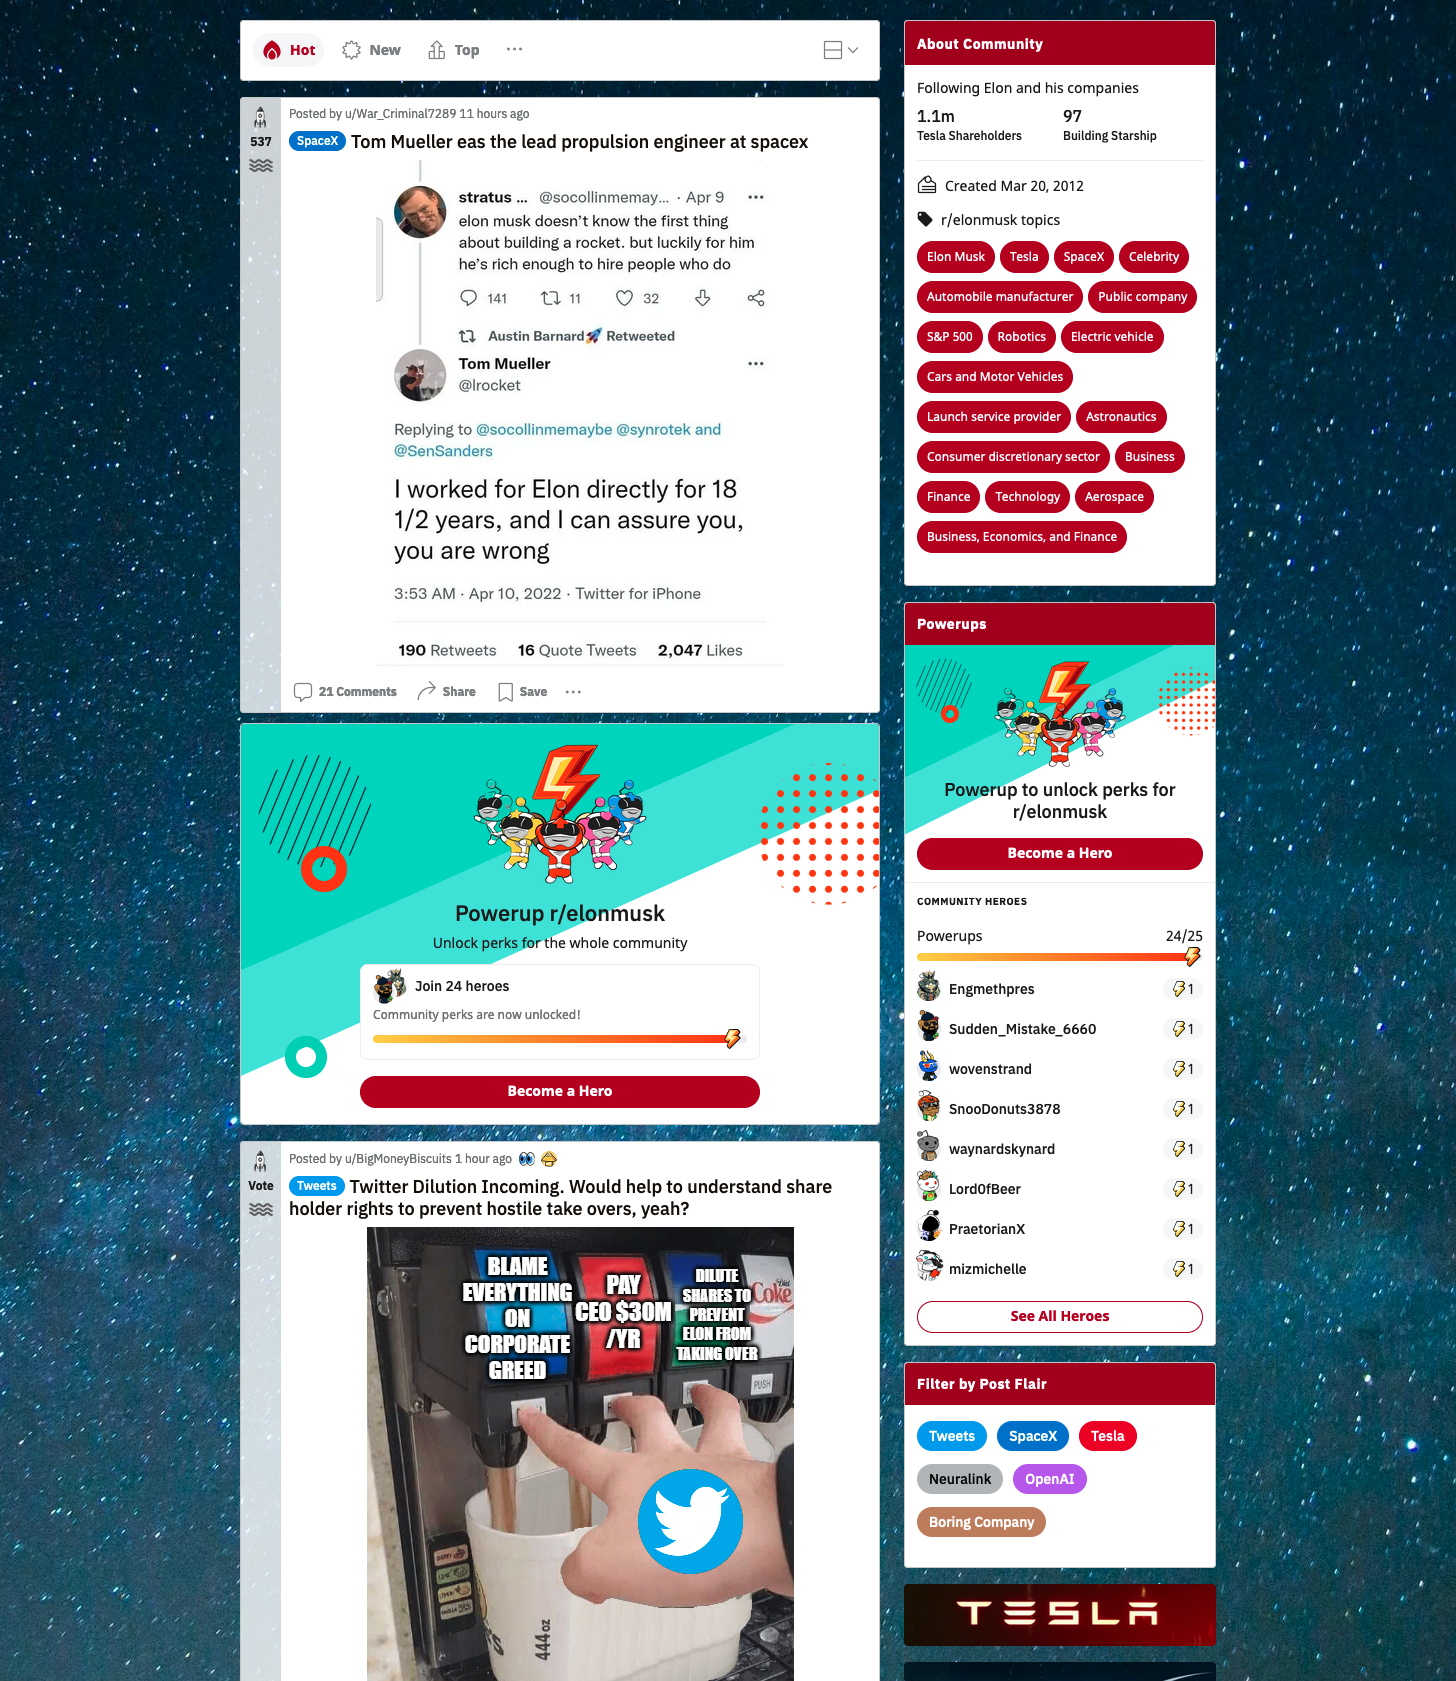 Hot
New
Top
Posted by u/War_Criminal7289 11 hours ago
537
SpaceX Tom Mueller eas the lead propulsion engineer at spacex
stratus ... @socollinmemay... · Apr 9
elon musk doesn't know the first thing
about building a rocket. but luckily for him
he's rich enough to hire people who do
141 11 32
Austin Barnard🚀 Retweeted
Tom Mueller
@lrocket
Replying to @socollinmemaybe @synrotek and
@SenSanders
I worked for Elon directly for 18
1/2 years, and I can assure you,
you are wrong
3:53 AM · Apr 10, 2022 · Twitter for iPhone
190 Retweets 16 Quote Tweets 2,047 Likes
21 Comments Share Save
Powerup r/elonmusk
Unlock perks for the whole community
Join 24 heroes
Community perks are now unlocked!
Become a Hero
Posted by u/BigMoneyBiscuits 1 hour ago
Vote
Tweets Twitter Dilution Incoming. Would help to understand share
holder rights to prevent hostile take overs, yeah?
BLAME
EVERYTHING
ON
CORPORATE
GREED
PAY
CEO $30M
/YR
DILUTE
SHARES TO
PREVENT
ELON FROM
TAKING OVER
Diet
Coke
PUSH
444 oz
About Community
Following Elon and his companies
1.1m
Tesla Shareholders
97
Building Starship
Created Mar 20, 2012
r/elonmusk topics
Elon Musk Tesla SpaceX Celebrity
Automobile manufacturer Public company
S&P 500 Robotics Electric vehicle
Cars and Motor Vehicles
Launch service provider Astronautics
Consumer discretionary sector Business
Finance Technology Aerospace
Business, Economics, and Finance
Powerups
Powerup to unlock perks for
r/elonmusk
Become a Hero
COMMUNITY HEROES
Powerups 24/25
Engmethpres 1
Sudden_Mistake_6660 1
wovenstrand 1
SnooDonuts3878 1
waynardskynard 1
Lord0fBeer 1
PraetorianX 1
mizmichelle 1
See All Heroes
Filter by Post Flair
Tweets SpaceX Tesla
Neuralink OpenAI
Boring Company
TESLA